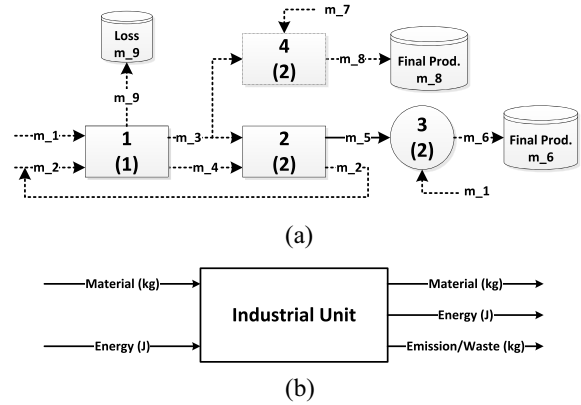 m_7
Loss
m_9
4
(2)
m_8
Final Prod.
m_8
m_9
m_1
1
(1)
m_3
2
(2)
m_5
3
(2)
m_6
Final Prod.
m_6
m_2
m_4
m_2
m_1
(a)
Material (kg)
Energy (J)
Industrial Unit
Material (kg)
Energy (J)
Emission/Waste (kg)
(b)